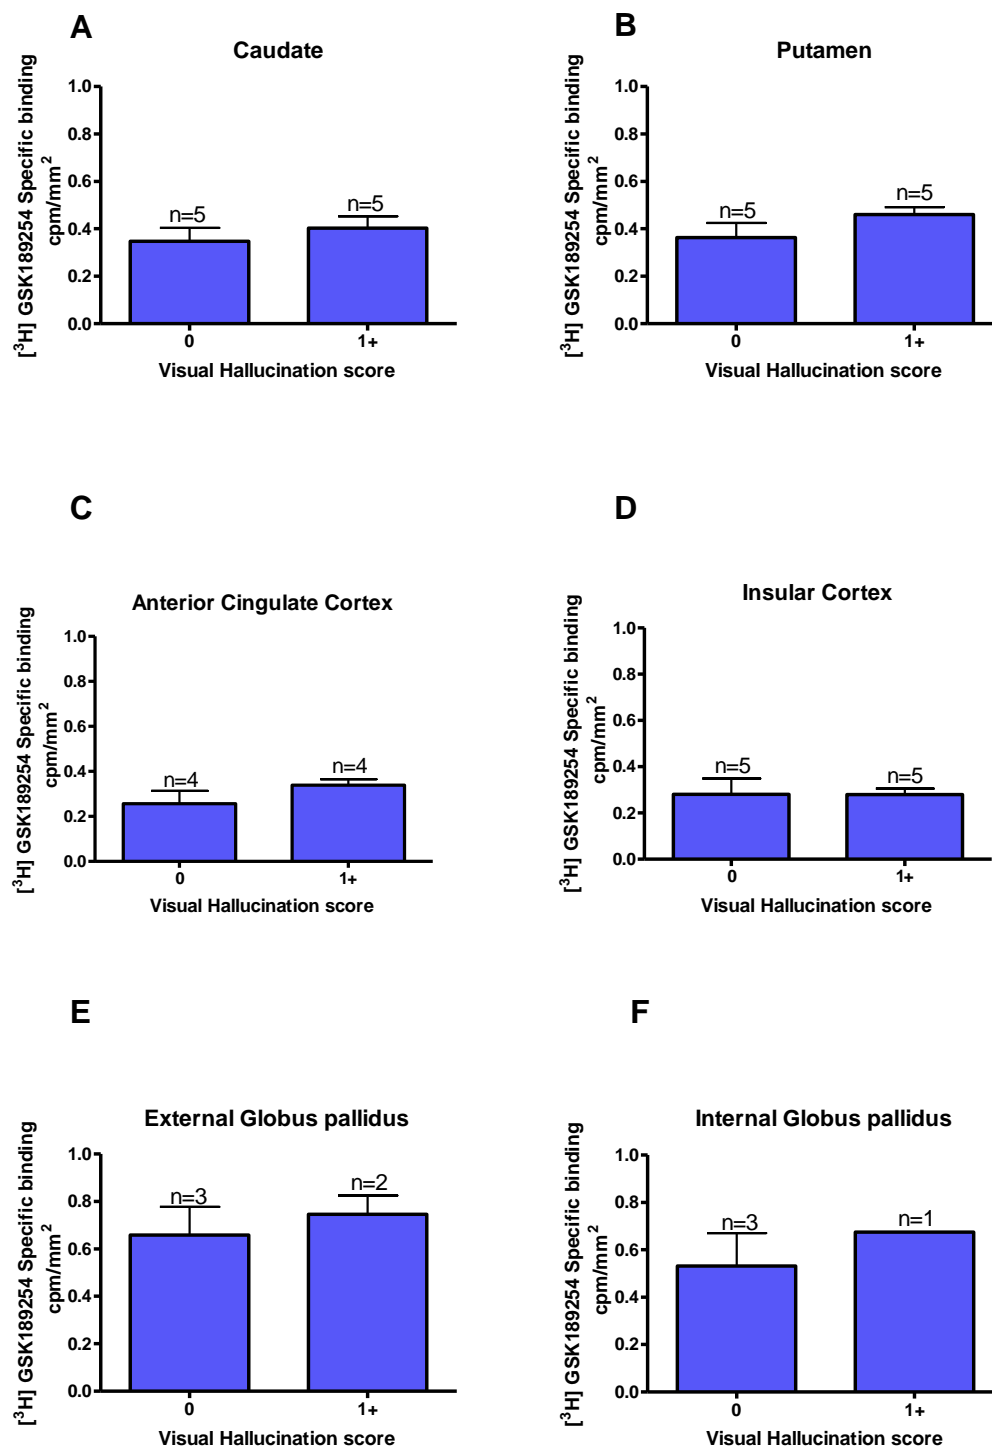 A
Caudate
[³H] GSK189254 Specific binding
cpm/mm²
1.0
0.8
0.6
0.4
0.2
0.0
n=5
n=5
0
1+
Visual Hallucination score
B
Putamen
[³H] GSK189254 Specific binding
cpm/mm²
1.0
0.8
0.6
0.4
0.2
0.0
n=5
n=5
0
1+
Visual Hallucination score
C
Anterior Cingulate Cortex
[³H] GSK189254 Specific binding
cpm/mm²
1.0
0.8
0.6
0.4
0.2
0.0
n=4
n=4
0
1+
Visual Hallucination score
D
Insular Cortex
[³H] GSK189254 Specific binding
cpm/mm²
1.0
0.8
0.6
0.4
0.2
0.0
n=5
n=5
0
1+
Visual Hallucination score
E
External Globus pallidus
[³H] GSK189254 Specific binding
cpm/mm²
1.0
0.8
0.6
0.4
0.2
0.0
n=3
n=2
0
1+
Visual Hallucination score
F
Internal Globus pallidus
[³H] GSK189254 Specific binding
cpm/mm²
1.0
0.8
0.6
0.4
0.2
0.0
n=3
n=1
0
1+
Visual Hallucination score